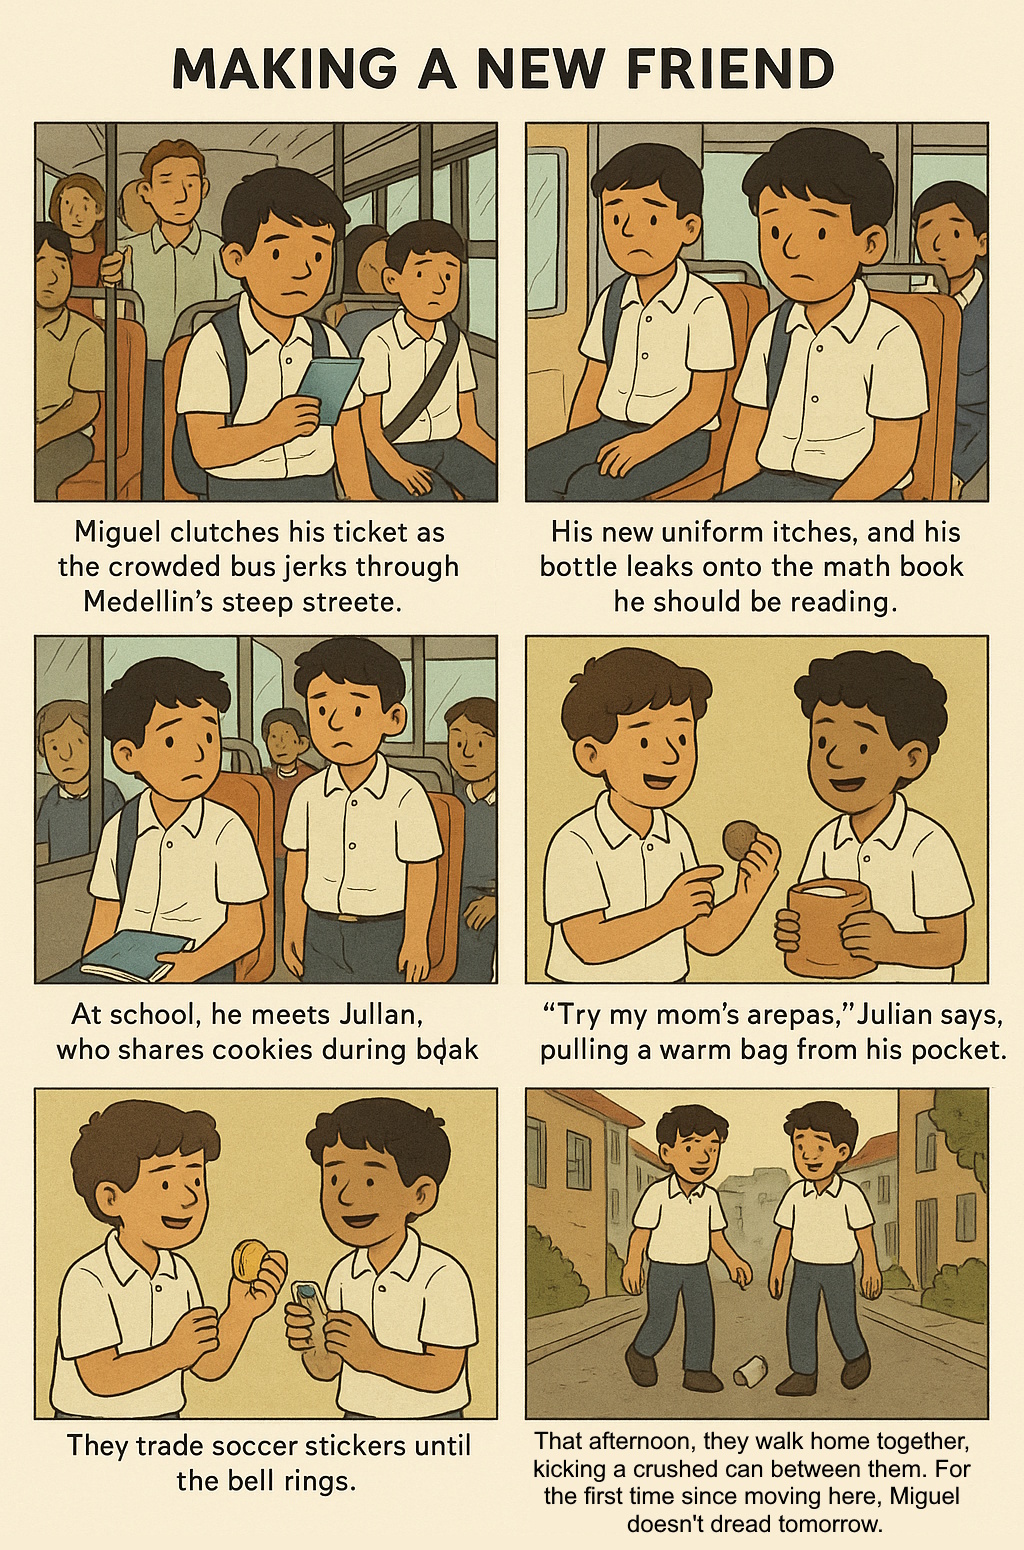 MAKING A NEW FRIEND
Miguel clutches his ticket as
the crowded bus jerks through
Medellin's steep streete.
His new uniform itches, and his
bottle leaks onto the math book
he should be reading.
At school, he meets Jullan,
who shares cookies during
“Try my mom's arepas,” Julian says,
pulling a warm bag from his pocket.
They trade soccer stickers until
the bell rings.
That afternoon, they walk home together,
kicking a crushed can between them. For
the first time since moving here, Miguel
doesn't dread tomorrow.